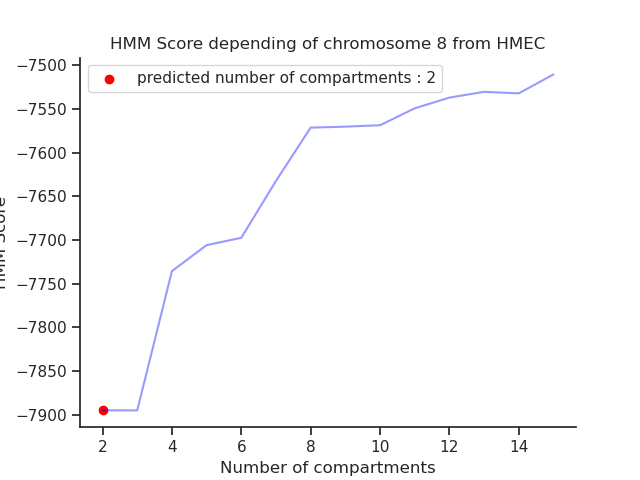 HMM Score depending of chromosome 8 from HMEC
predicted number of compartments : 2
−7500
−7550
−7600
−7650
−7700
−7750
−7800
−7850
−7900
HMM Score
2 4 6 8 10 12 14
Number of compartments